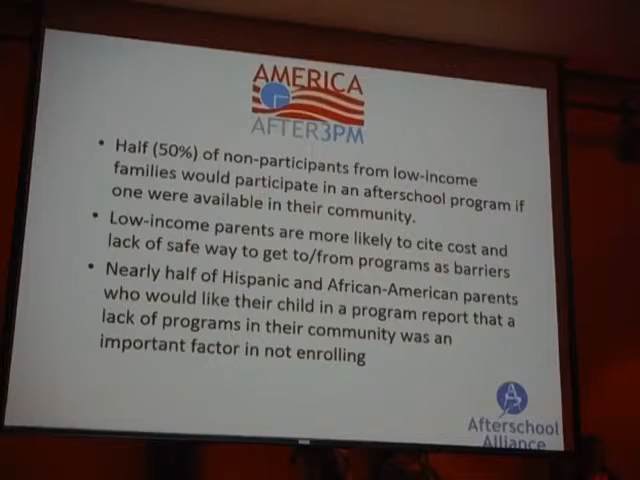 AMERICA
AFTER3PM
• Half (50%) of non-participants from low-income
families would participate in an afterschool program if
one were available in their community.
• Low-income parents are more likely to cite cost and
lack of safe way to get to/from programs as barriers
• Nearly half of Hispanic and African-American parents
who would like their child in a program report that a
lack of programs in their community was an
important factor in not enrolling
Afterschool
Alliance